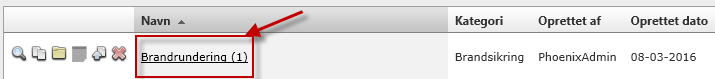 Navn Kategori Oprettet af Oprettet dato
Brandrundering (1) Brandsikring PhoenixAdmin 08-03-2016